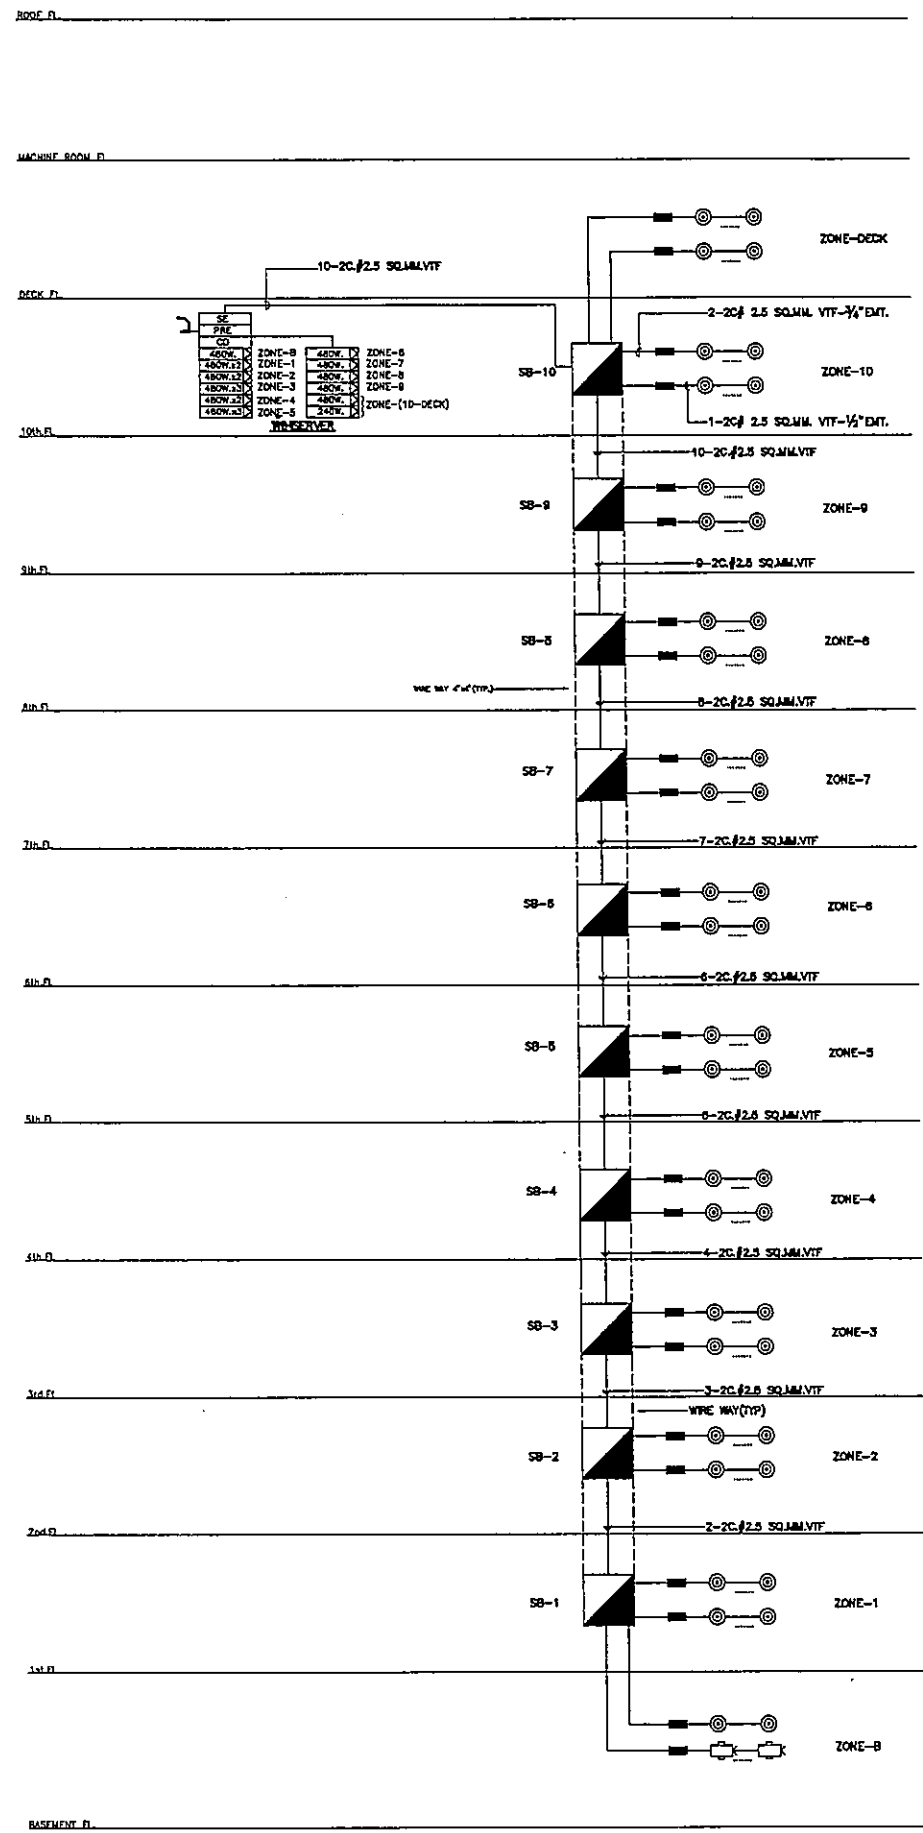 ROOF FL.
MACHINE ROOM FL
ZONE-DECK
10-2C.#2.5 SQ.MM.VTF
DECK FL.
2-2C# 2.5 SQ.MM. VTF-3/4"EMT.
SE
PRE
CD
480W. ZONE-B 480W. ZONE-6
480W.x2 ZONE-1 480W. ZONE-7
480W.x2 ZONE-2 480W. ZONE-8
480W.x3 ZONE-3 480W. ZONE-9
480W.x2 ZONE-4 480W. ZONE-(10-DECK)
480W.x3 ZONE-5 240W.
SB-10
ZONE-10
1-2C# 2.5 SQ.MM. VTF-1/2"EMT.
10th.FL
10-2C.#2.5 SQ.MM.VTF
SB-9
ZONE-9
9-2C.#2.5 SQ.MM.VTF
9th.FL
SB-8
ZONE-8
WIRE WAY 4"x4"(TYP.)
8-2C.#2.5 SQ.MM.VTF
8th.FL
SB-7
ZONE-7
7-2C.#2.5 SQ.MM.VTF
7th.FL
SB-6
ZONE-6
6-2C.#2.5 SQ.MM.VTF
6th.FL
SB-5
ZONE-5
5-2C.#2.5 SQ.MM.VTF
5th.FL
SB-4
ZONE-4
4-2C.#2.5 SQ.MM.VTF
4th.FL
SB-3
ZONE-3
3-2C.#2.5 SQ.MM.VTF
3rd.FL
WIRE WAY(TYP)
SB-2
ZONE-2
2-2C.#2.5 SQ.MM.VTF
2nd.FL
SB-1
ZONE-1
1st.FL
ZONE-B
BASEMENT FL.